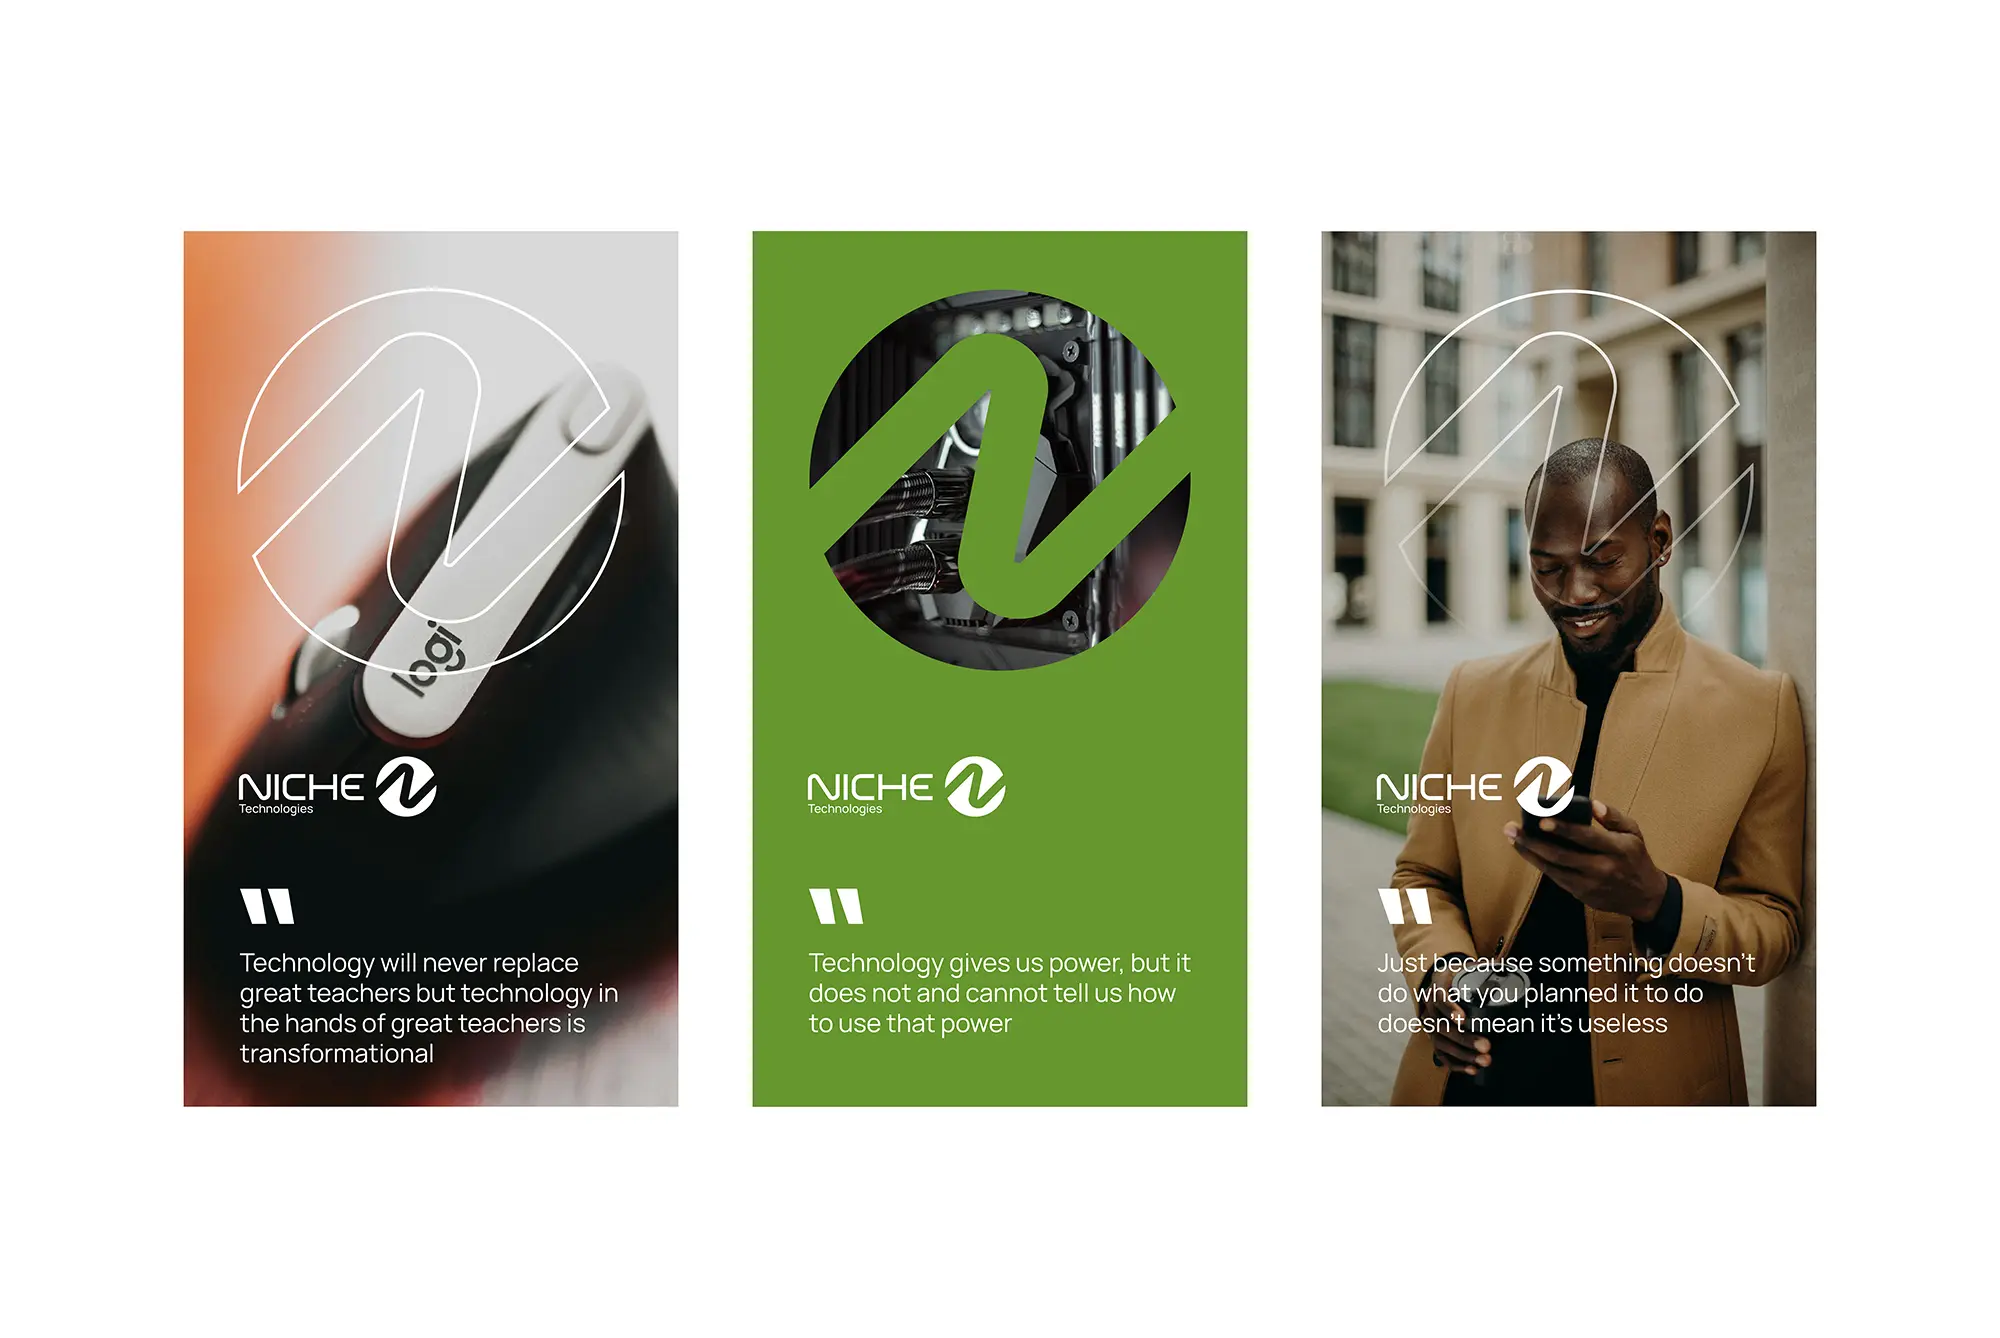 logi
NICHE
Technologies
"
Technology will never replace
great teachers but technology in
the hands of great teachers is
transformational
NICHE
Technologies
"
Technology gives us power, but it
does not and cannot tell us how
to use that power
NICHE
Technologies
"
Just because something doesn't
do what you planned it to do
doesn't mean it's useless